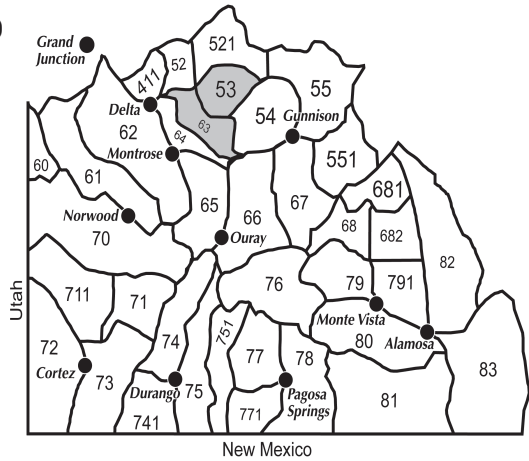 )
Grand
Junction
521
52
411
53
55
Delta
54
Gunnison
62
64
63
Montrose
551
60
61
681
65
67
Norwood
66
68
70
Ouray
682
82
76
79
791
711
71
Utah
Monte Vista
751
74
80
Alamosa
72
77
78
Cortez
73
83
Durango
75
Pagosa
Springs
81
771
741
New Mexico